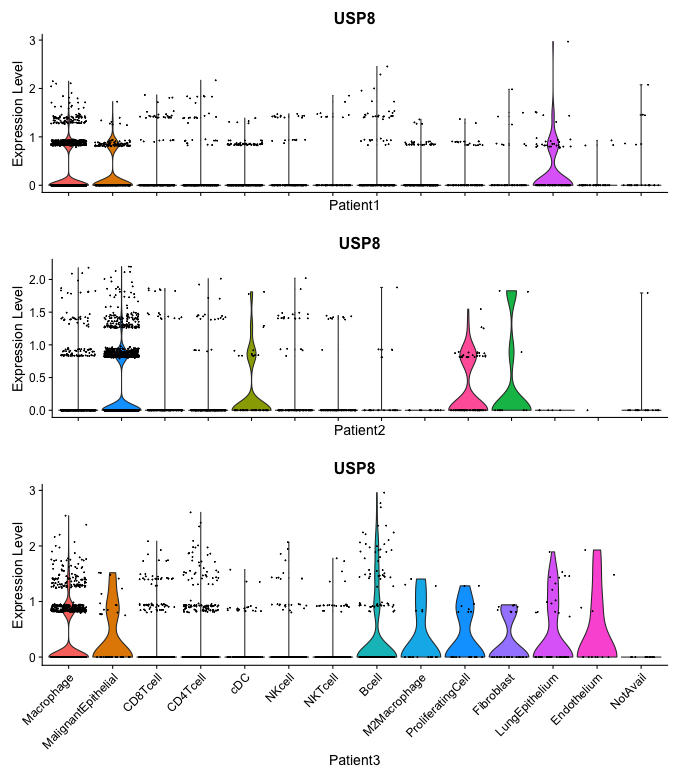 USP8
Expression Level
3
2
1
0
Patient1
USP8
Expression Level
2.0
1.5
1.0
0.5
0.0
Patient2
USP8
Expression Level
3
2
1
0
Macrophage
MalignantEpithelial
CD8Tcell
CD4Tcell
cDC
NKcell
NKTcell
Bcell
M2Macrophage
ProliferatingCell
Fibroblast
LungEpithelium
Endothelium
NotAvail
Patient3